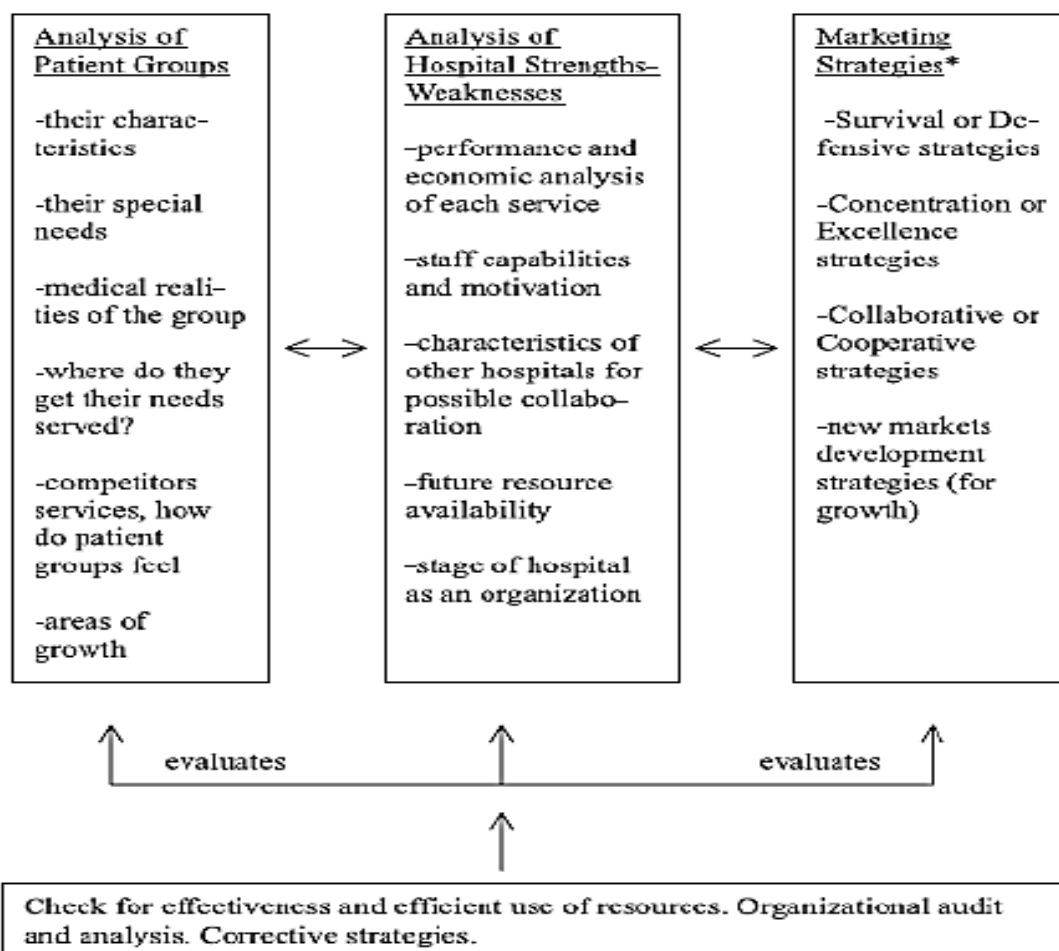 Analysis of
Patient Groups
-their charac-
teristics
-their special
needs
-medical reali-
ties of the group
-where do they
get their needs
served?
-competitors
services, how
do patient
groups feel
-areas of
growth
Analysis of
Hospital Strengths–
Weaknesses
–performance and
economic analysis
of each service
–staff capabilities
and motivation
–characteristics of
other hospitals for
possible collabo–
ration
–future resource
availability
–stage of hospital
as an organization
Marketing
Strategies*
-Survival or De-
fensive strategies
-Concentration or
Excellence
strategies
-Collaborative or
Cooperative
strategies
-new markets
development
strategies (for
growth)
evaluates
evaluates
Check for effectiveness and efficient use of resources. Organizational audit
and analysis. Corrective strategies.